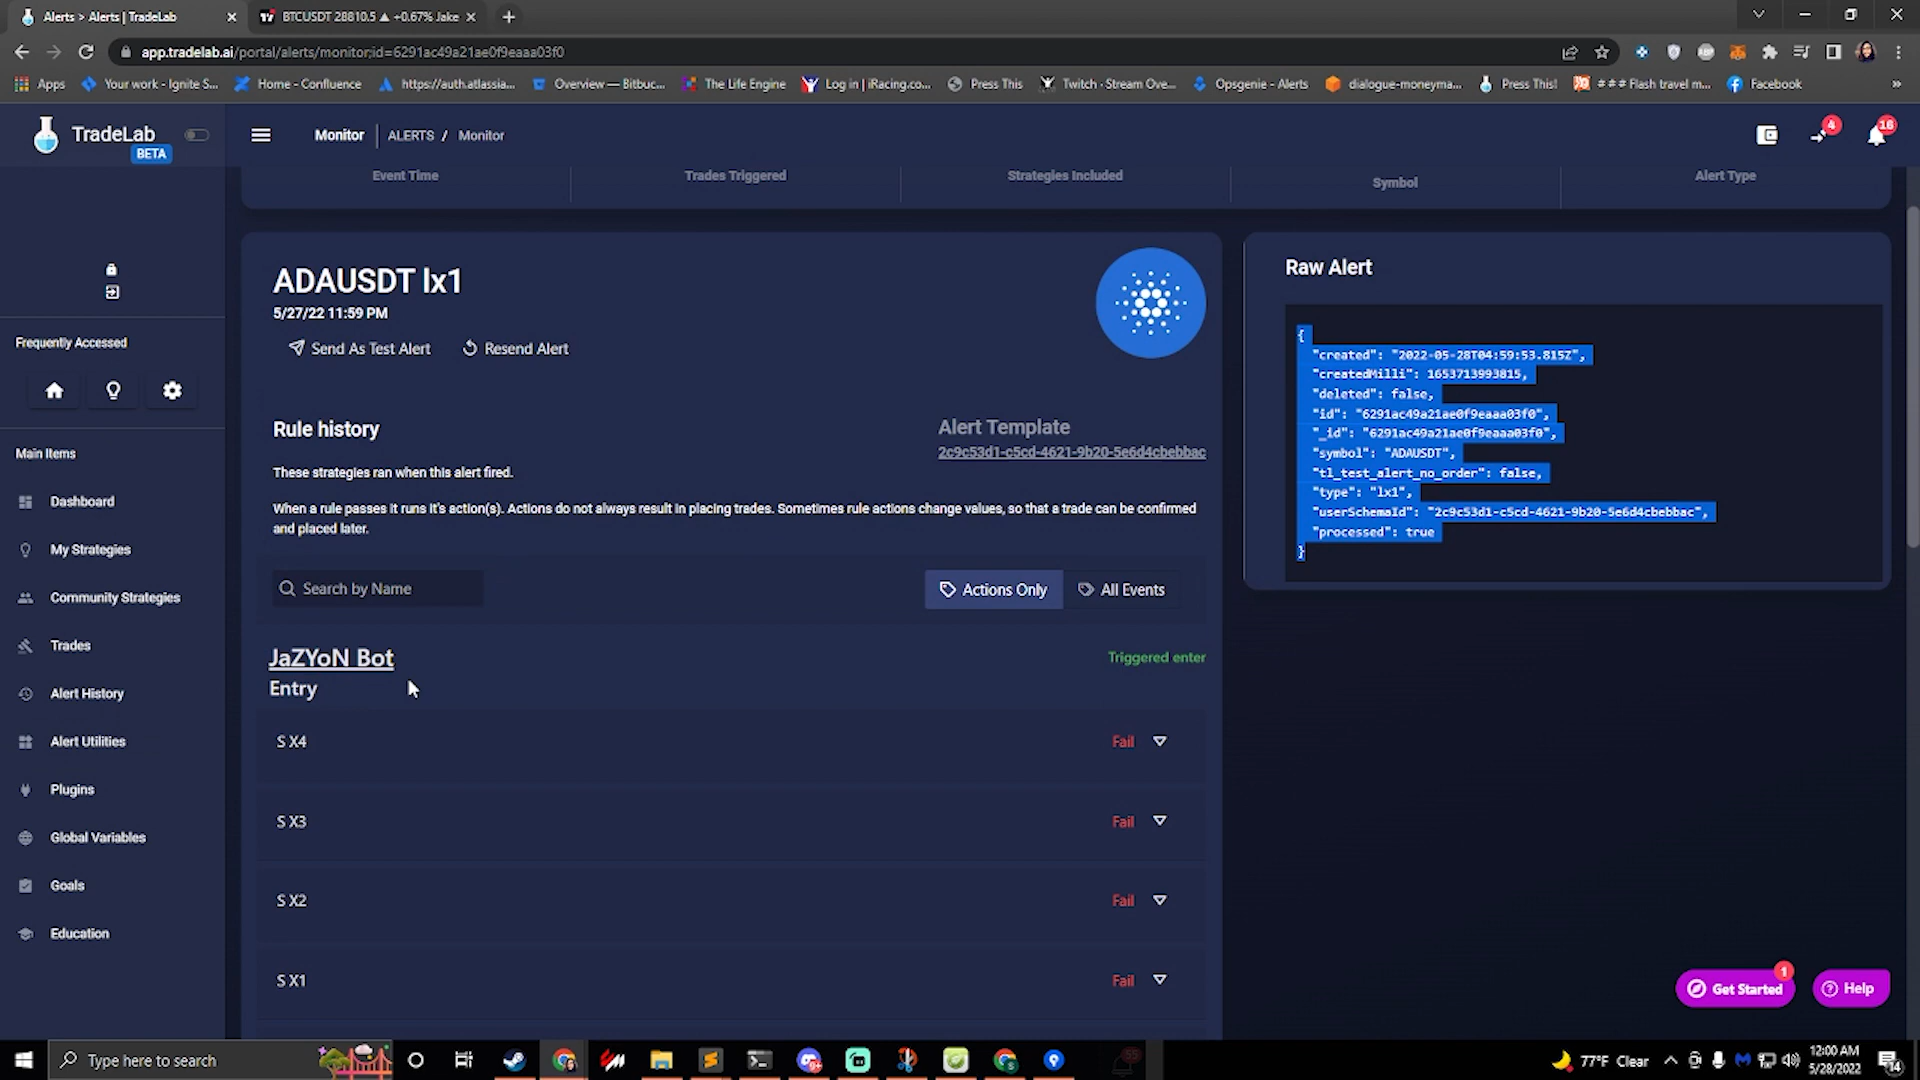 Alerts > Alerts | TradeLab
BTCUSDT 28810.5 ▲ +0.67% Jake
app.tradelab.ai/portal/alerts/monitor;id=6291ac49a21ae0f9eaaa03f0
Apps
Your work - Ignite S...
Home - Confluence
https://auth.atlassia...
Overview — Bitbuc...
The Life Engine
Log in | iRacing.co...
Press This
Twitch - Stream Ove...
Opsgenie - Alerts
dialogue-moneyma...
Press This!
###Flash travel m...
Facebook
»
TradeLab
BETA
Monitor
ALERTS / Monitor
4
16
Event Time
Trades Triggered
Strategies Included
Symbol
Alert Type
Frequently Accessed
Main Items
Dashboard
My Strategies
Community Strategies
Trades
Alert History
Alert Utilities
Plugins
Global Variables
Goals
Education
ADAUSDT lx1
5/27/22 11:59 PM
Send As Test Alert
Resend Alert
Rule history
Alert Template
2c9c53d1-c5cd-4621-9b20-5e6d4cbebbac
These strategies ran when this alert fired.
When a rule passes it runs it's action(s). Actions do not always result in placing trades. Sometimes rule actions change values, so that a trade can be confirmed
and placed later.
Search by Name
Actions Only
All Events
JaZYoN Bot
Triggered enter
Entry
S X4
Fail
S X3
Fail
S X2
Fail
S X1
Fail
Raw Alert
{
"created": "2022-05-28T04:59:53.815Z",
"createdMilli": 1653713993815,
"deleted": false,
"id": "6291ac49a21ae0f9eaaa03f0",
"_id": "6291ac49a21ae0f9eaaa03f0",
"symbol": "ADAUSDT",
"tl_test_alert_no_order": false,
"type": "lx1",
"userSchemaId": "2c9c53d1-c5cd-4621-9b20-5e6d4cbebbac",
"processed": true
}
Get Started
1
Help
Type here to search
77°F Clear
12:00 AM
5/28/2022
14